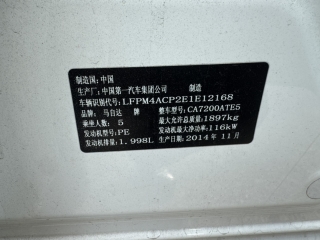 制造国:中国
生产厂:中国第一汽车集团公司 制造
车辆识别代号:LFPM4ACP2E1E12168
品牌:马自达 牌 整车型号:CA7200ATE5
乘坐人数:5 最大允许总质量:1897kg
发动机型号:PE 发动机最大净功率:116kW
发动机排量:1.998L 生产日期:2014年11月